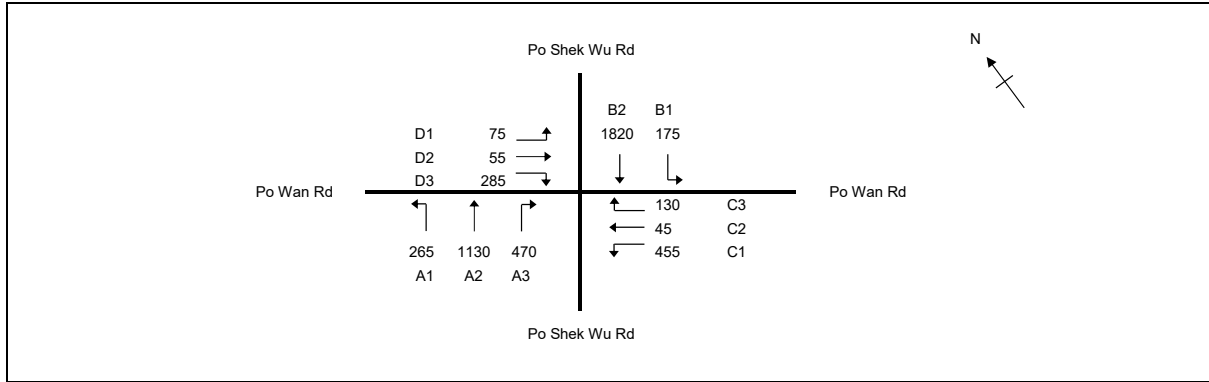 N
Po Shek Wu Rd
B2 B1
D1 75 1820 175
D2 55
D3 285
Po Wan Rd Po Wan Rd
130 C3
45 C2
265 1130 470 455 C1
A1 A2 A3
Po Shek Wu Rd